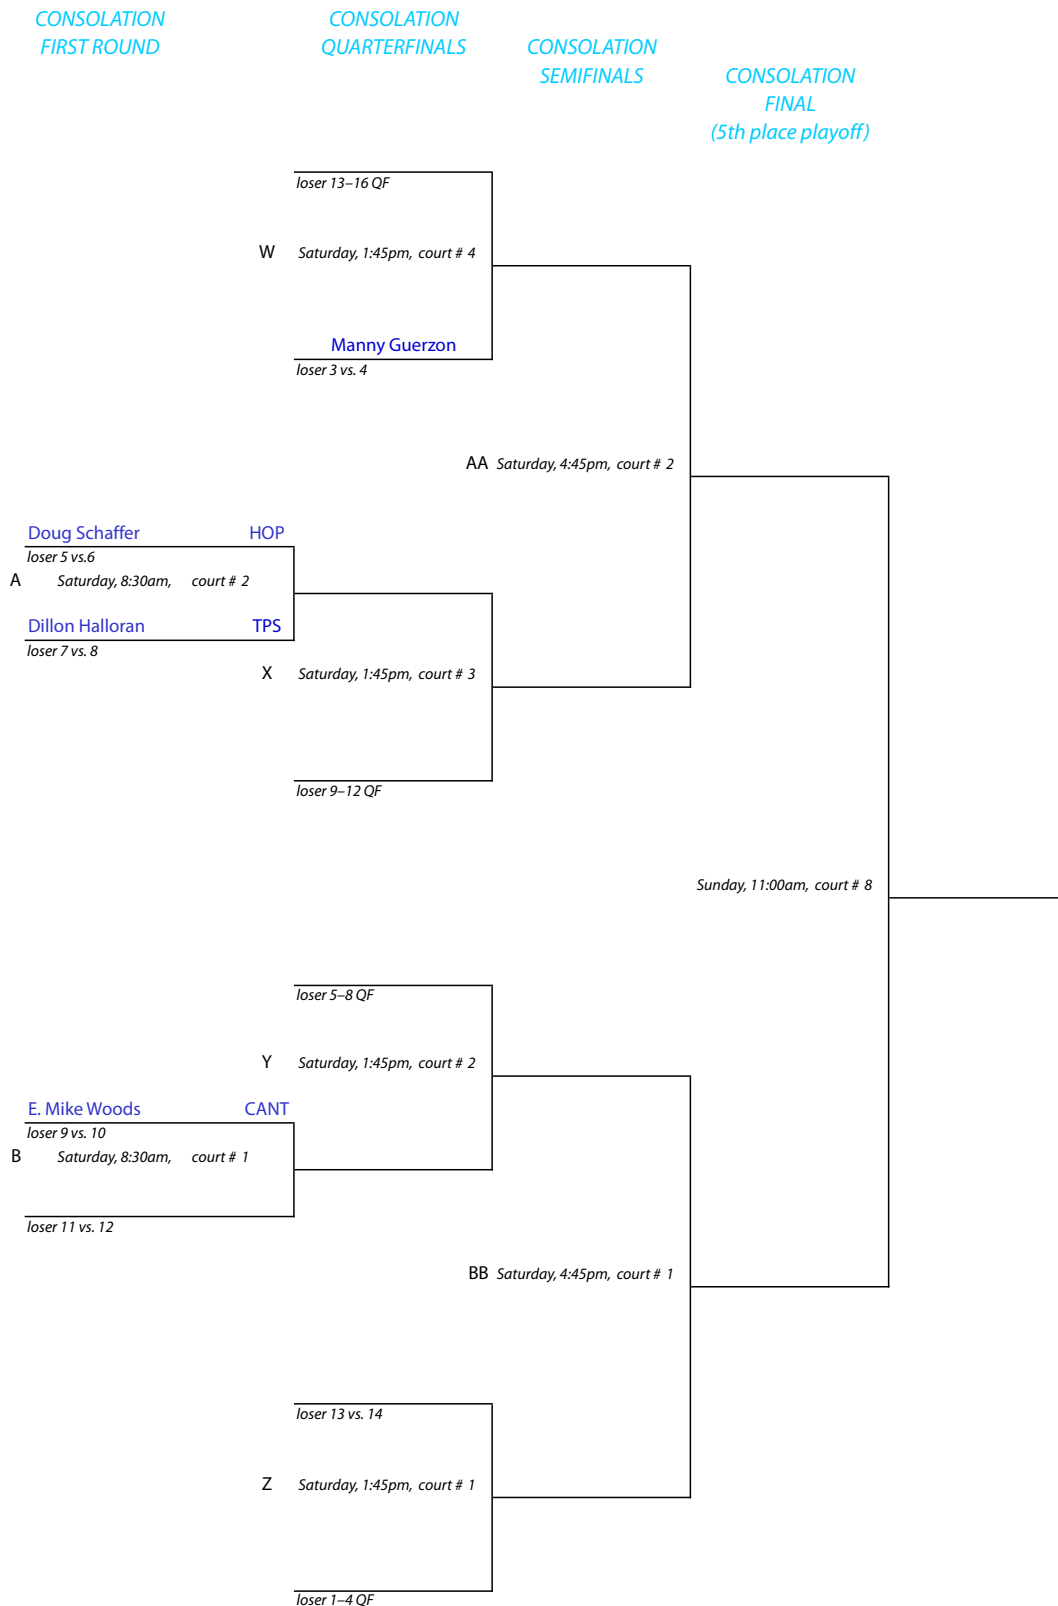 CONSOLATION
FIRST ROUND
CONSOLATION
QUARTERFINALS
CONSOLATION
SEMIFINALS
CONSOLATION
FINAL
(5th place playoff)
loser 13–16 QF
W Saturday, 1:45pm, court # 4
Manny Guerzon
loser 3 vs. 4
AA Saturday, 4:45pm, court # 2
Doug Schaffer HOP
loser 5 vs.6
A Saturday, 8:30am, court # 2
Dillon Halloran TPS
loser 7 vs. 8
X Saturday, 1:45pm, court # 3
loser 9–12 QF
Sunday, 11:00am, court # 8
loser 5–8 QF
Y Saturday, 1:45pm, court # 2
E. Mike Woods CANT
loser 9 vs. 10
B Saturday, 8:30am, court # 1
loser 11 vs. 12
BB Saturday, 4:45pm, court # 1
loser 13 vs. 14
Z Saturday, 1:45pm, court # 1
loser 1–4 QF